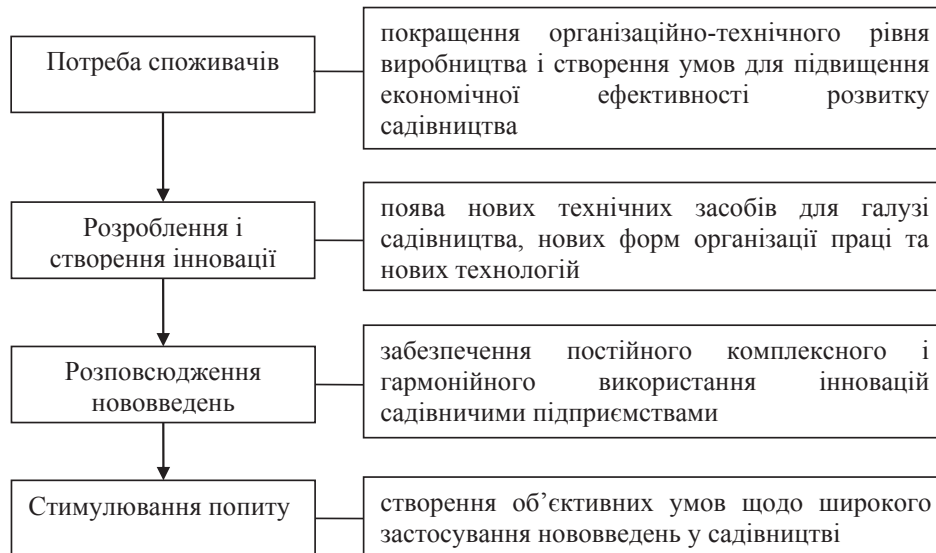 Потреба споживачів
покращення організаційно-технічного рівня
виробництва і створення умов для підвищення
економічної ефективності розвитку
садівництва
Розроблення і
створення інновації
поява нових технічних засобів для галузі
садівництва, нових форм організації праці та
нових технологій
Розповсюдження
нововведень
забезпечення постійного комплексного і
гармонійного використання інновацій
садівничими підприємствами
Стимулювання попиту
створення об’єктивних умов щодо широкого
застосування нововведень у садівництві